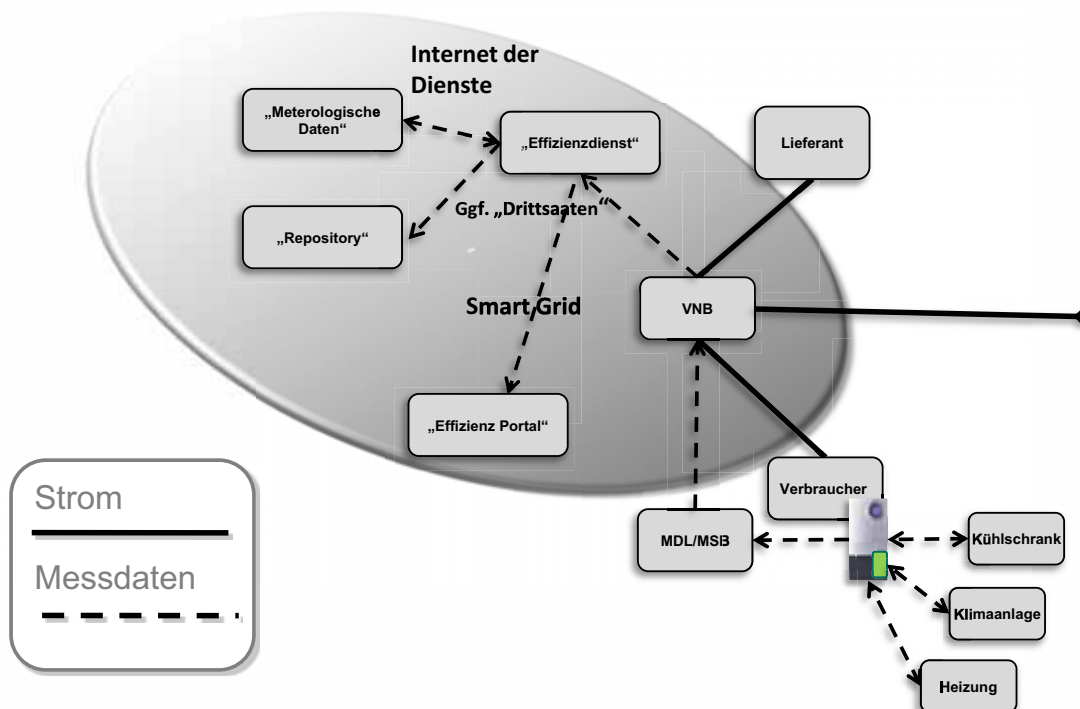 Internet der
Dienste
„Meterologische
Daten“
„Effizienzdienst“
Lieferant
Ggf. „Drittsaaten“
„Repository“
Smart Grid
VNB
„Effizienz Portal“
Strom
Messdaten
Verbraucher
MDL/MSB
Kühlschrank
Klimaanlage
Heizung